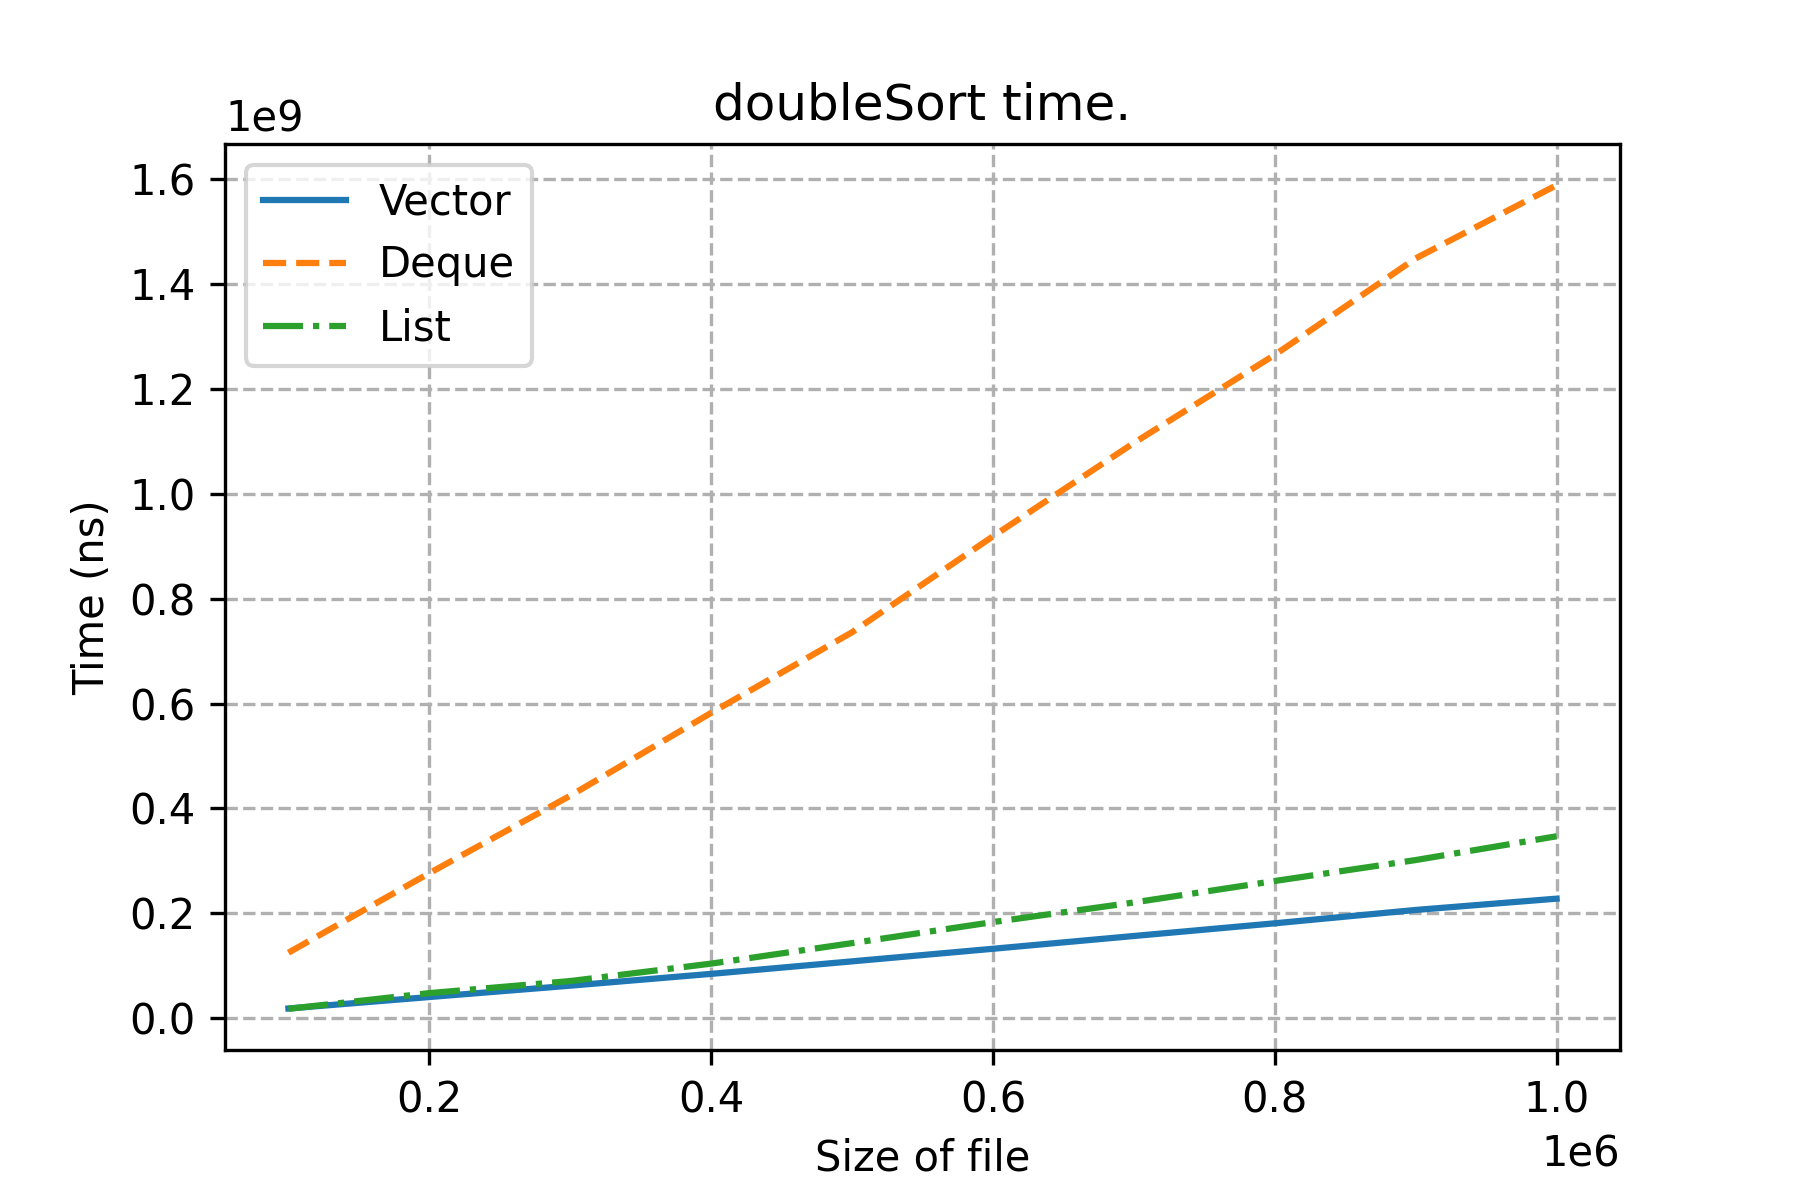 doubleSort time.
1e9
1.6
1.4
1.2
1.0
0.8
0.6
0.4
0.2
0.0
Time (ns)
Vector
Deque
List
0.2 0.4 0.6 0.8 1.0
1e6
Size of file